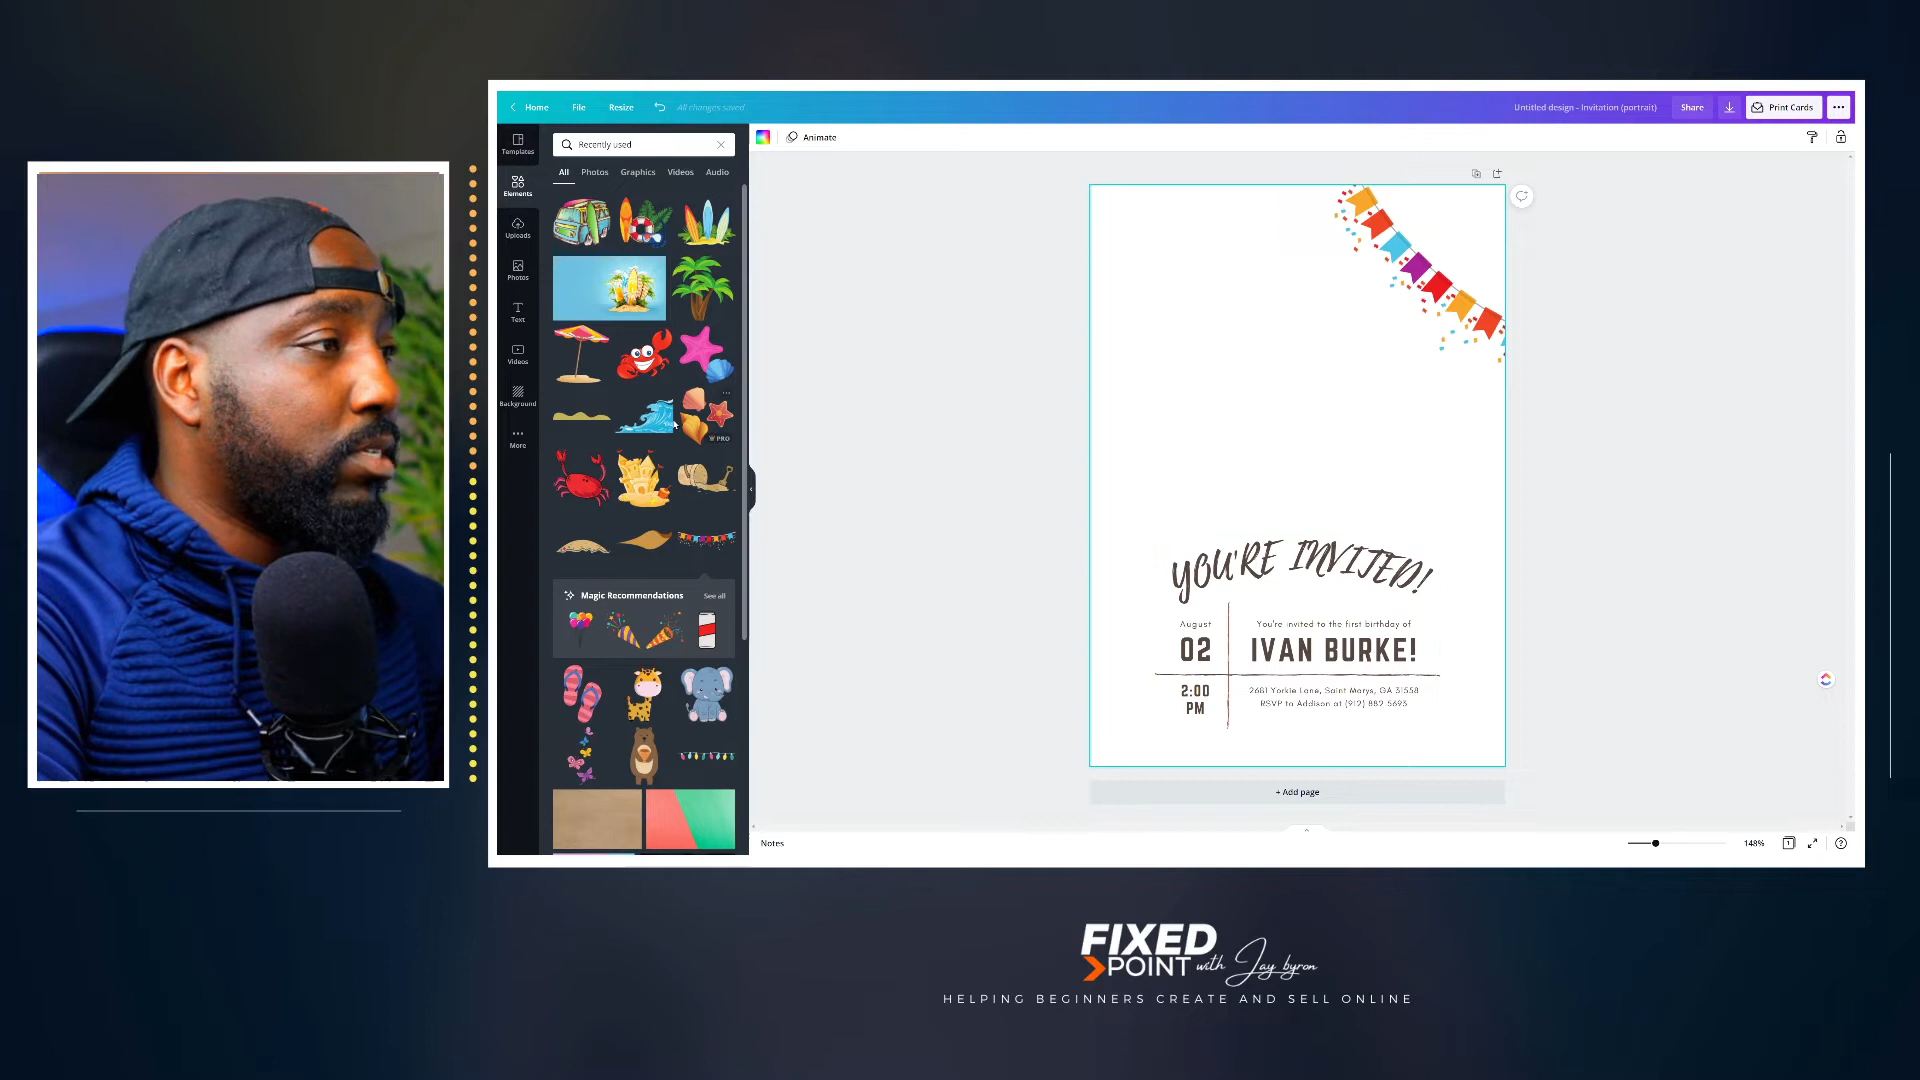 Home
File
Resize
All changes saved
Untitled design - Invitation (portrait)
Share
Print Cards
Templates
Elements
Uploads
Photos
Text
Videos
Background
More
Recently used
All
Photos
Graphics
Videos
Audio
PRO
Magic Recommendations
See all
Animate
YOU'RE INVITED!
August
02
You're invited to the first birthday of
IVAN BURKE!
2:00
PM
2681 Yorkie Lane, Saint Marys, GA 31558
RSVP to Addison at (912) 882 5693
+ Add page
Notes
148%
1
FIXED
POINT with Jay byron
HELPING BEGINNERS CREATE AND SELL ONLINE